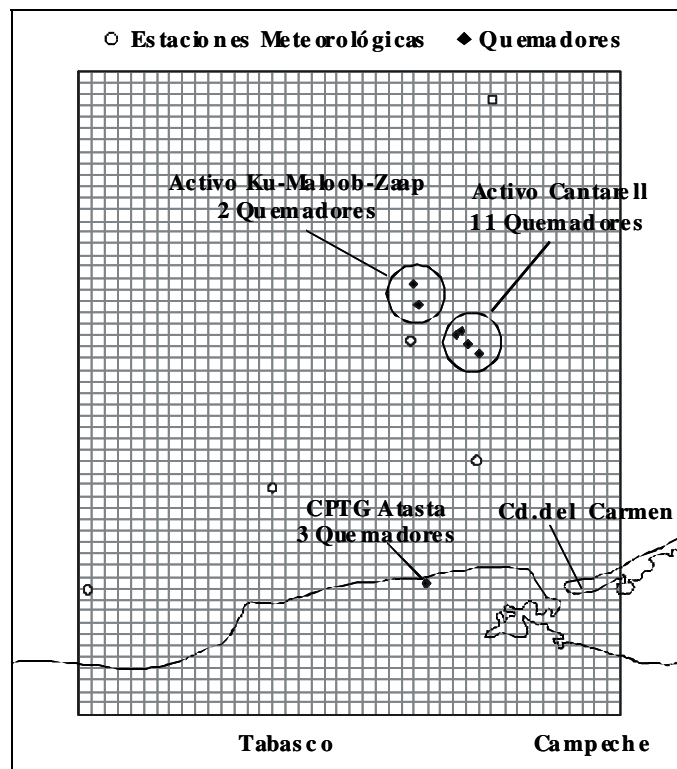 Estaciones Meteorológicas Quemadores
Activo Ku-Maloob-Zaap
2 Quemadores
Activo Cantarell
11 Quemadores
CPTG Atasta
3 Quemadores
Cd.del Carmen
Tabasco
Campeche